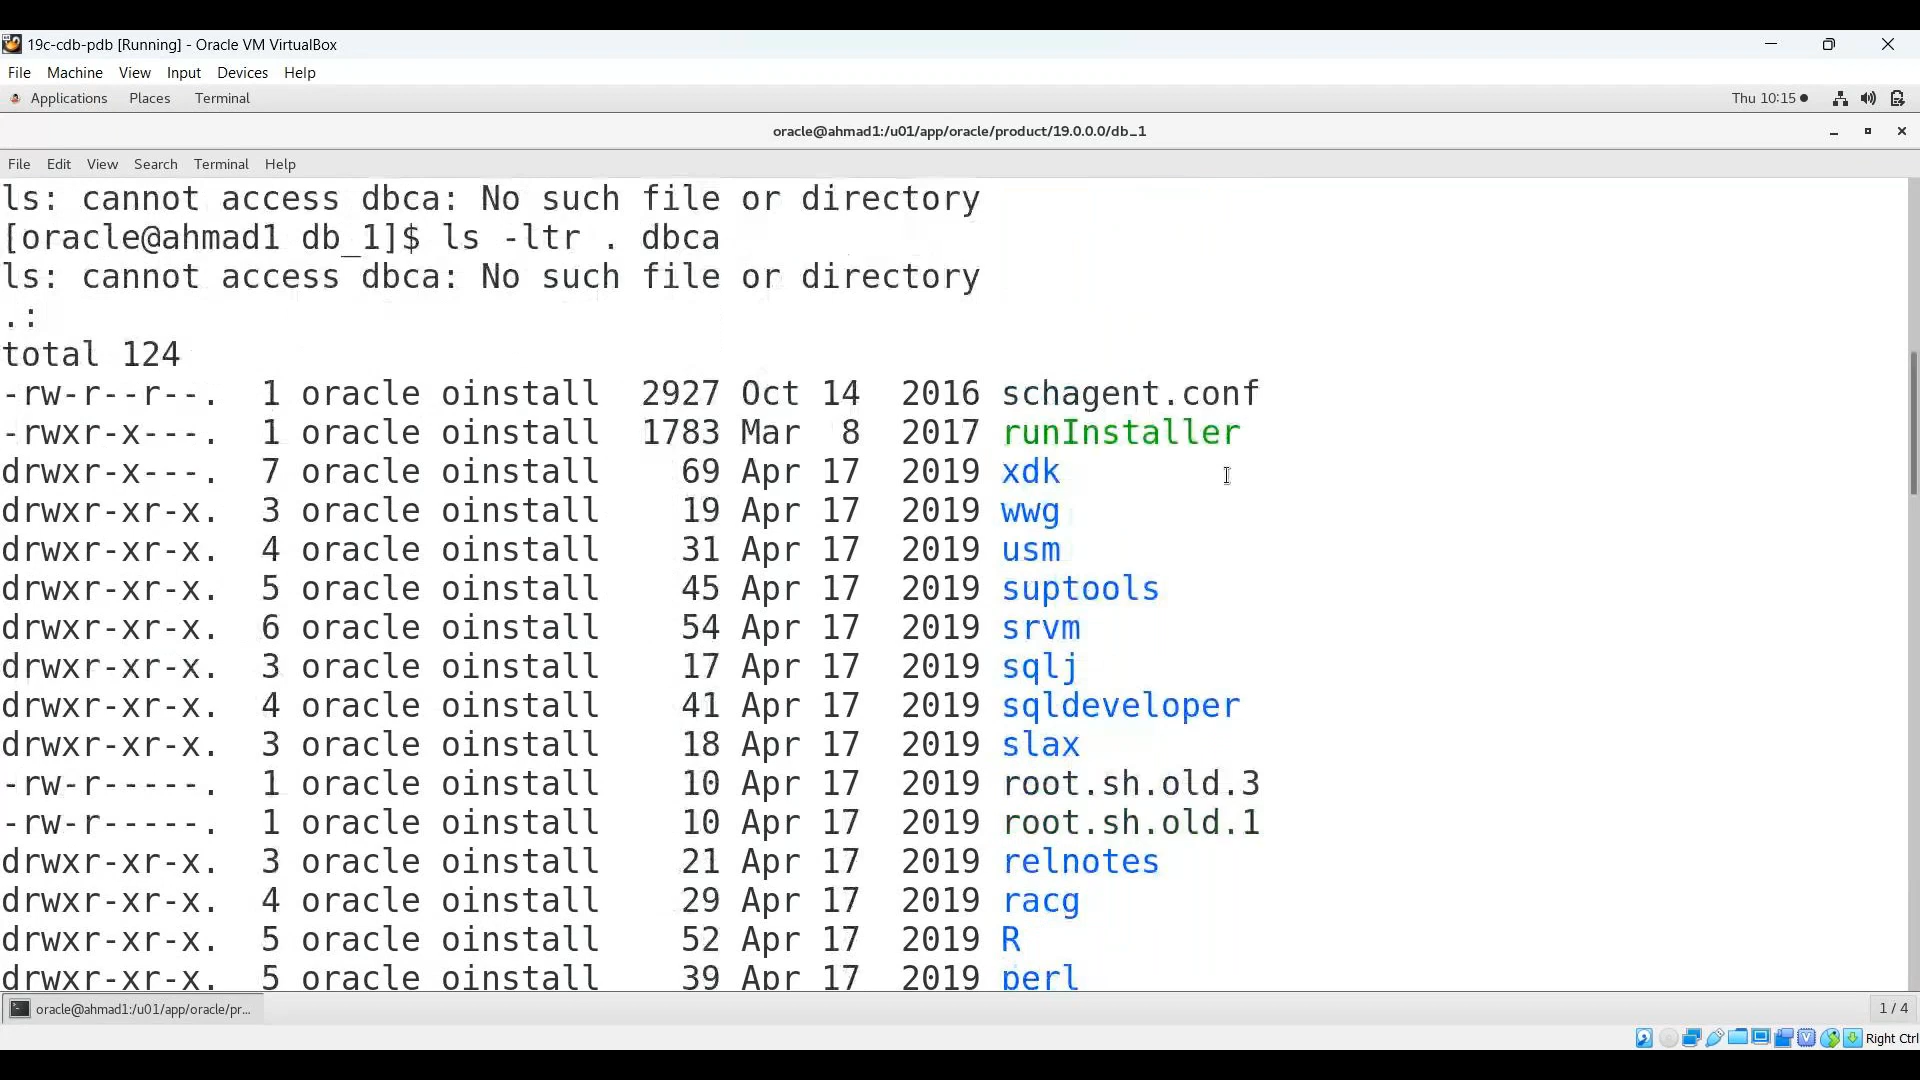 19c-cdb-pdb [Running] - Oracle VM VirtualBox
File Machine View Input Devices Help
Applications Places Terminal Thu 10:15
oracle@ahmad1:/u01/app/oracle/product/19.0.0.0/db_1
File Edit View Search Terminal Help
ls: cannot access dbca: No such file or directory
[oracle@ahmad1 db_1]$ ls -ltr . dbca
ls: cannot access dbca: No such file or directory
.:
total 124
-rw-r--r--. 1 oracle oinstall 2927 Oct 14 2016 schagent.conf
-rwxr-x---. 1 oracle oinstall 1783 Mar 8 2017 runInstaller
drwxr-x---. 7 oracle oinstall 69 Apr 17 2019 xdk
drwxr-xr-x. 3 oracle oinstall 19 Apr 17 2019 wwg
drwxr-xr-x. 4 oracle oinstall 31 Apr 17 2019 usm
drwxr-xr-x. 5 oracle oinstall 45 Apr 17 2019 suptools
drwxr-xr-x. 6 oracle oinstall 54 Apr 17 2019 srvm
drwxr-xr-x. 3 oracle oinstall 17 Apr 17 2019 sqlj
drwxr-xr-x. 4 oracle oinstall 41 Apr 17 2019 sqldeveloper
drwxr-xr-x. 3 oracle oinstall 18 Apr 17 2019 slax
-rw-r-----. 1 oracle oinstall 10 Apr 17 2019 root.sh.old.3
-rw-r-----. 1 oracle oinstall 10 Apr 17 2019 root.sh.old.1
drwxr-xr-x. 3 oracle oinstall 21 Apr 17 2019 relnotes
drwxr-xr-x. 4 oracle oinstall 29 Apr 17 2019 racg
drwxr-xr-x. 5 oracle oinstall 52 Apr 17 2019 R
drwxr-xr-x. 5 oracle oinstall 39 Apr 17 2019 perl
oracle@ahmad1:/u01/app/oracle/pr... 1 / 4
Right Ctrl